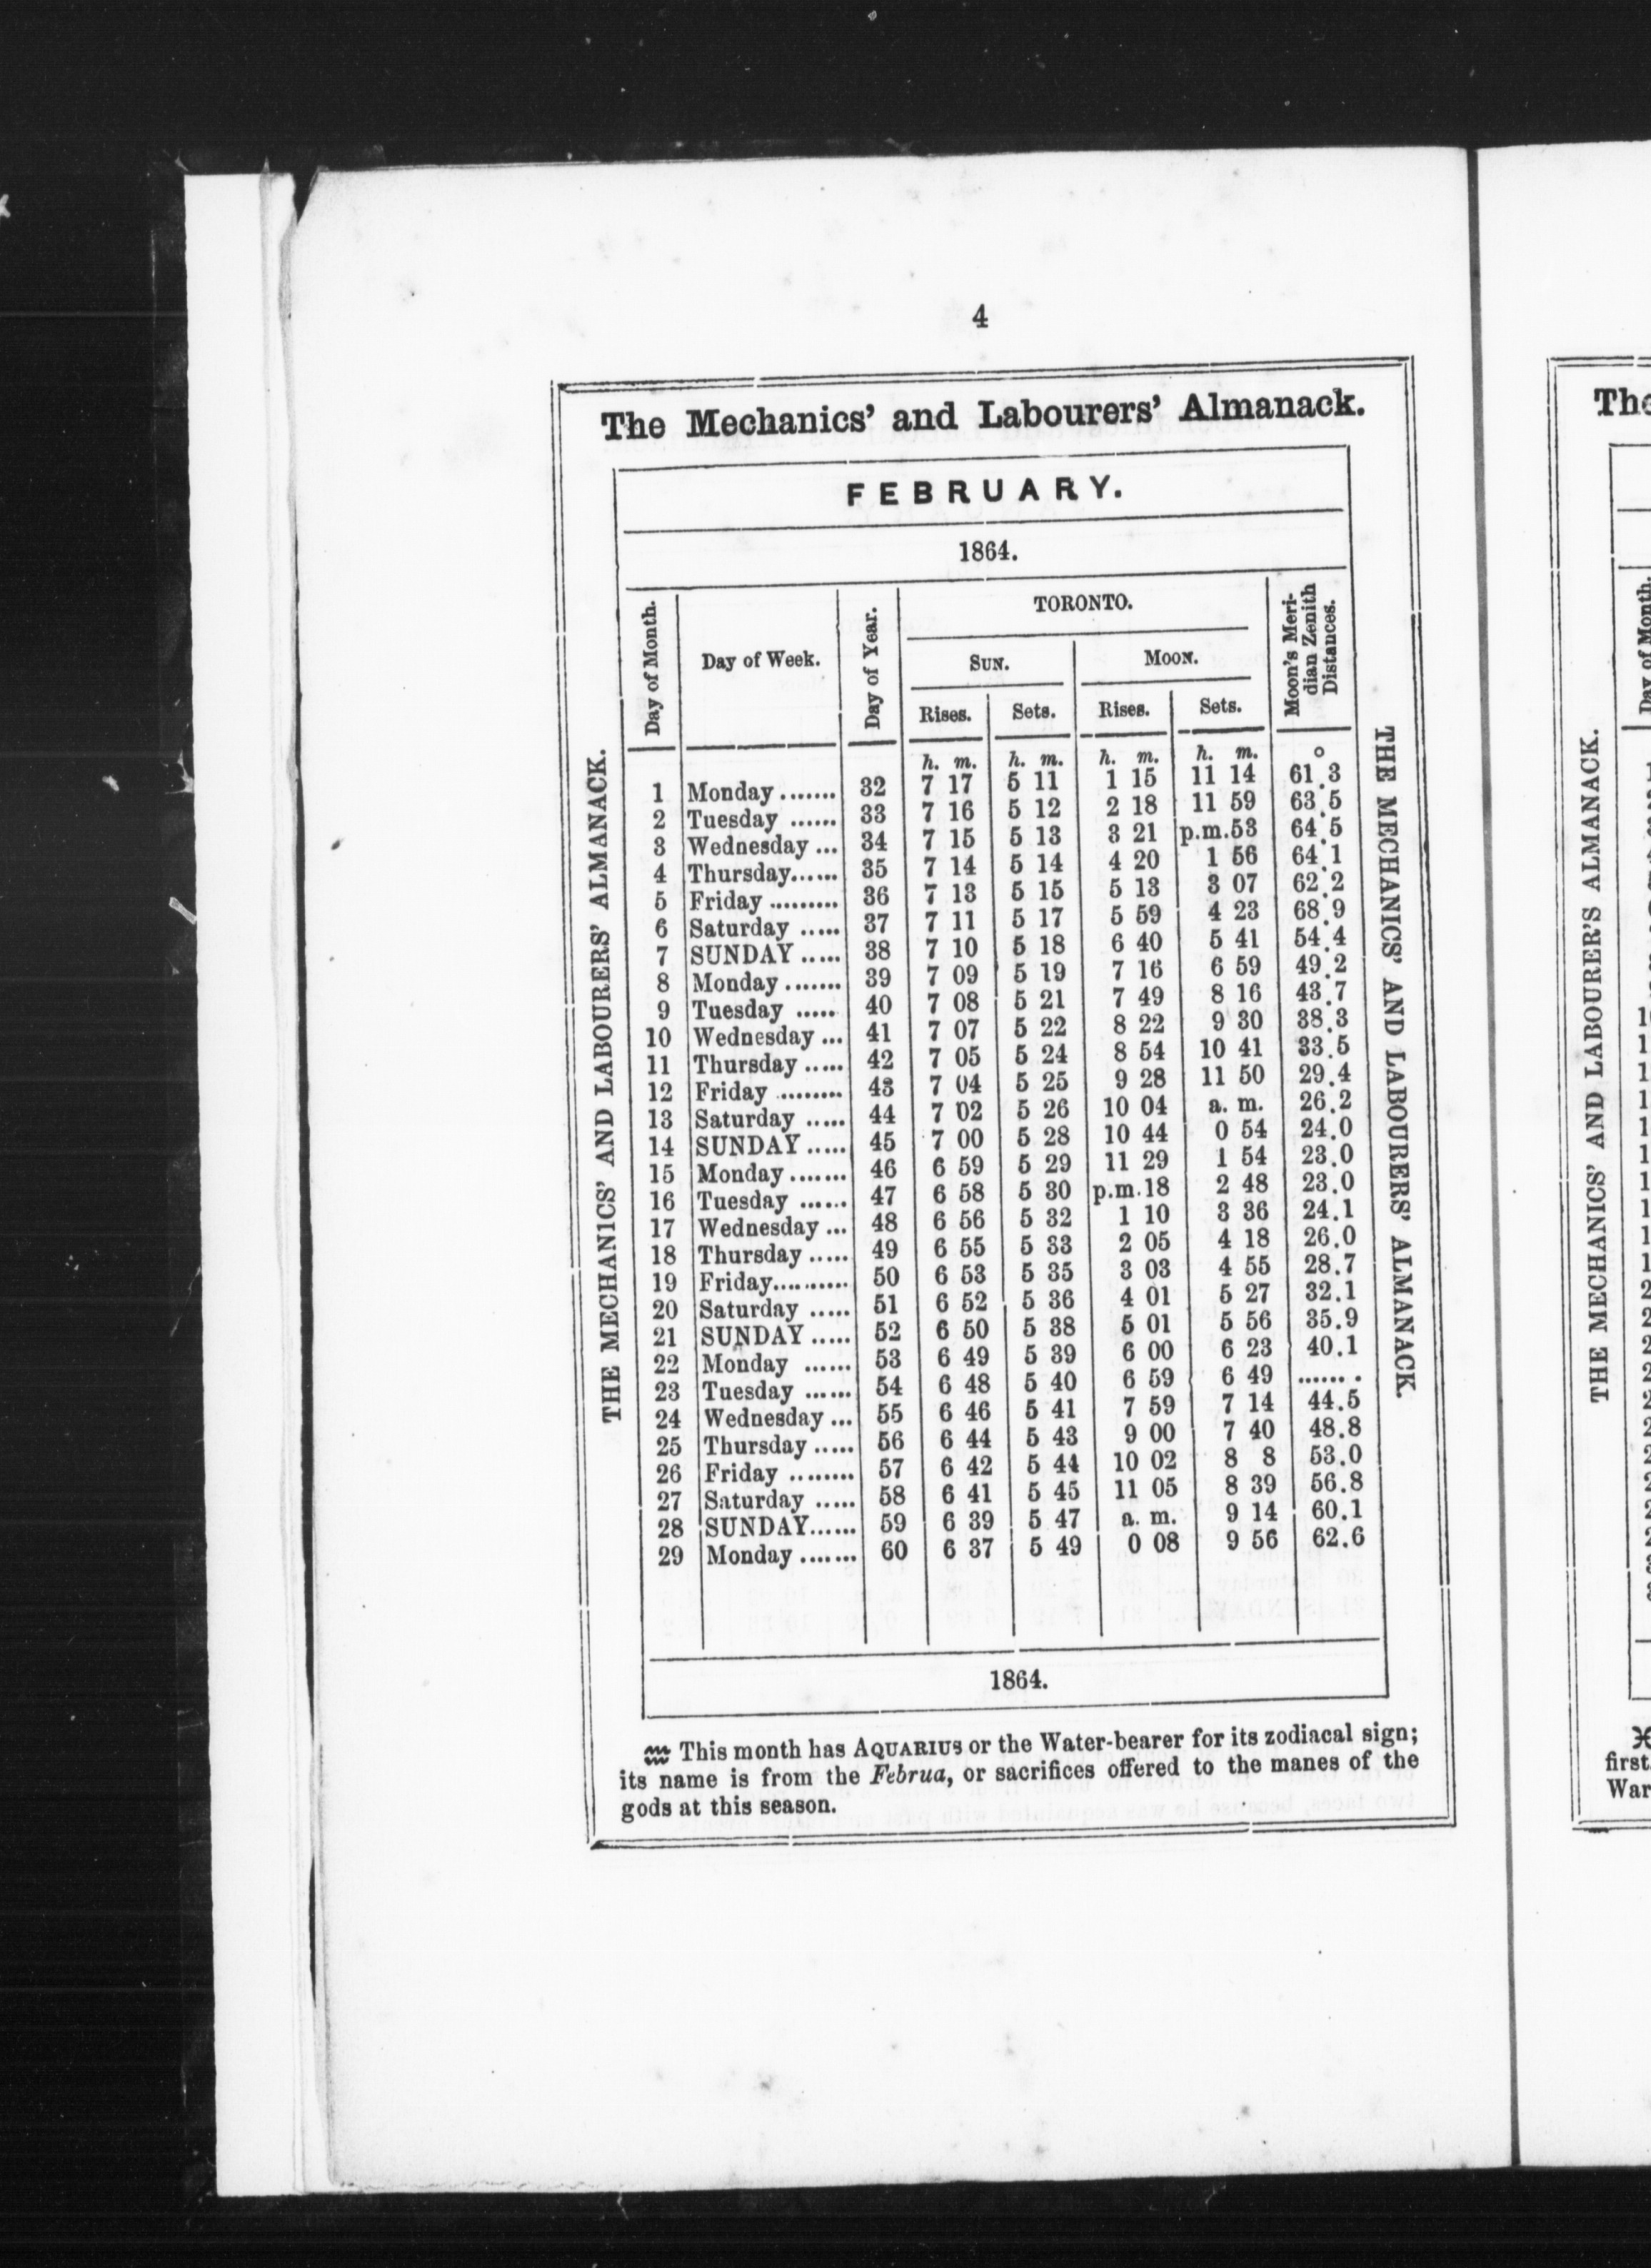 4
The Mechanics' and Labourers' Almanack.
FEBRUARY.
1864.
Day of Month.
Day of Week.
Day of Year.
TORONTO.
Moon's Meri-
dian Zenith
Distances.
SUN. MOON.
Rises. Sets. Rises. Sets.
h. m. h. m. h. m. h. m. °
1 Monday ....... 32 7 17 5 11 1 15 11 14 61.3
2 Tuesday ...... 33 7 16 5 12 2 18 11 59 63.5
3 Wednesday ... 34 7 15 5 13 3 21 p.m.53 64.5
4 Thursday...... 35 7 14 5 14 4 20 1 56 64.1
5 Friday ......... 36 7 13 5 15 5 13 3 07 62.2
6 Saturday ..... 37 7 11 5 17 5 59 4 23 68.9
7 SUNDAY ..... 38 7 10 5 18 6 40 5 41 54.4
8 Monday ....... 39 7 09 5 19 7 16 6 59 49.2
9 Tuesday ..... 40 7 08 5 21 7 49 8 16 43.7
10 Wednesday ... 41 7 07 5 22 8 22 9 30 38.3
11 Thursday ..... 42 7 05 5 24 8 54 10 41 33.5
12 Friday ......... 43 7 04 5 25 9 28 11 50 29.4
13 Saturday ..... 44 7 02 5 26 10 04 a. m. 26.2
14 SUNDAY ..... 45 7 00 5 28 10 44 0 54 24.0
15 Monday ....... 46 6 59 5 29 11 29 1 54 23.0
16 Tuesday ...... 47 6 58 5 30 p.m.18 2 48 23.0
17 Wednesday ... 48 6 56 5 32 1 10 3 36 24.1
18 Thursday ..... 49 6 55 5 33 2 05 4 18 26.0
19 Friday.......... 50 6 53 5 35 3 03 4 55 28.7
20 Saturday ..... 51 6 52 5 36 4 01 5 27 32.1
21 SUNDAY ..... 52 6 50 5 38 5 01 5 56 35.9
22 Monday ...... 53 6 49 5 39 6 00 6 23 40.1
23 Tuesday ...... 54 6 48 5 40 6 59 6 49 .......
24 Wednesday ... 55 6 46 5 41 7 59 7 14 44.5
25 Thursday ..... 56 6 44 5 43 9 00 7 40 48.8
26 Friday ........ 57 6 42 5 44 10 02 8 8 53.0
27 Saturday ..... 58 6 41 5 45 11 05 8 39 56.8
28 SUNDAY...... 59 6 39 5 47 a. m. 9 14 60.1
29 Monday ....... 60 6 37 5 49 0 08 9 56 62.6
1864.
♒ This month has AQUARIUS or the Water-bearer for its zodiacal sign;
its name is from the Februa, or sacrifices offered to the manes of the
gods at this season.
THE MECHANICS' AND LABOURERS' ALMANACK.
THE MECHANICS' AND LABOURERS' ALMANACK.
The
Day of Month.
THE MECHANICS' AND LABOURER'S ALMANACK.
♓
first
War